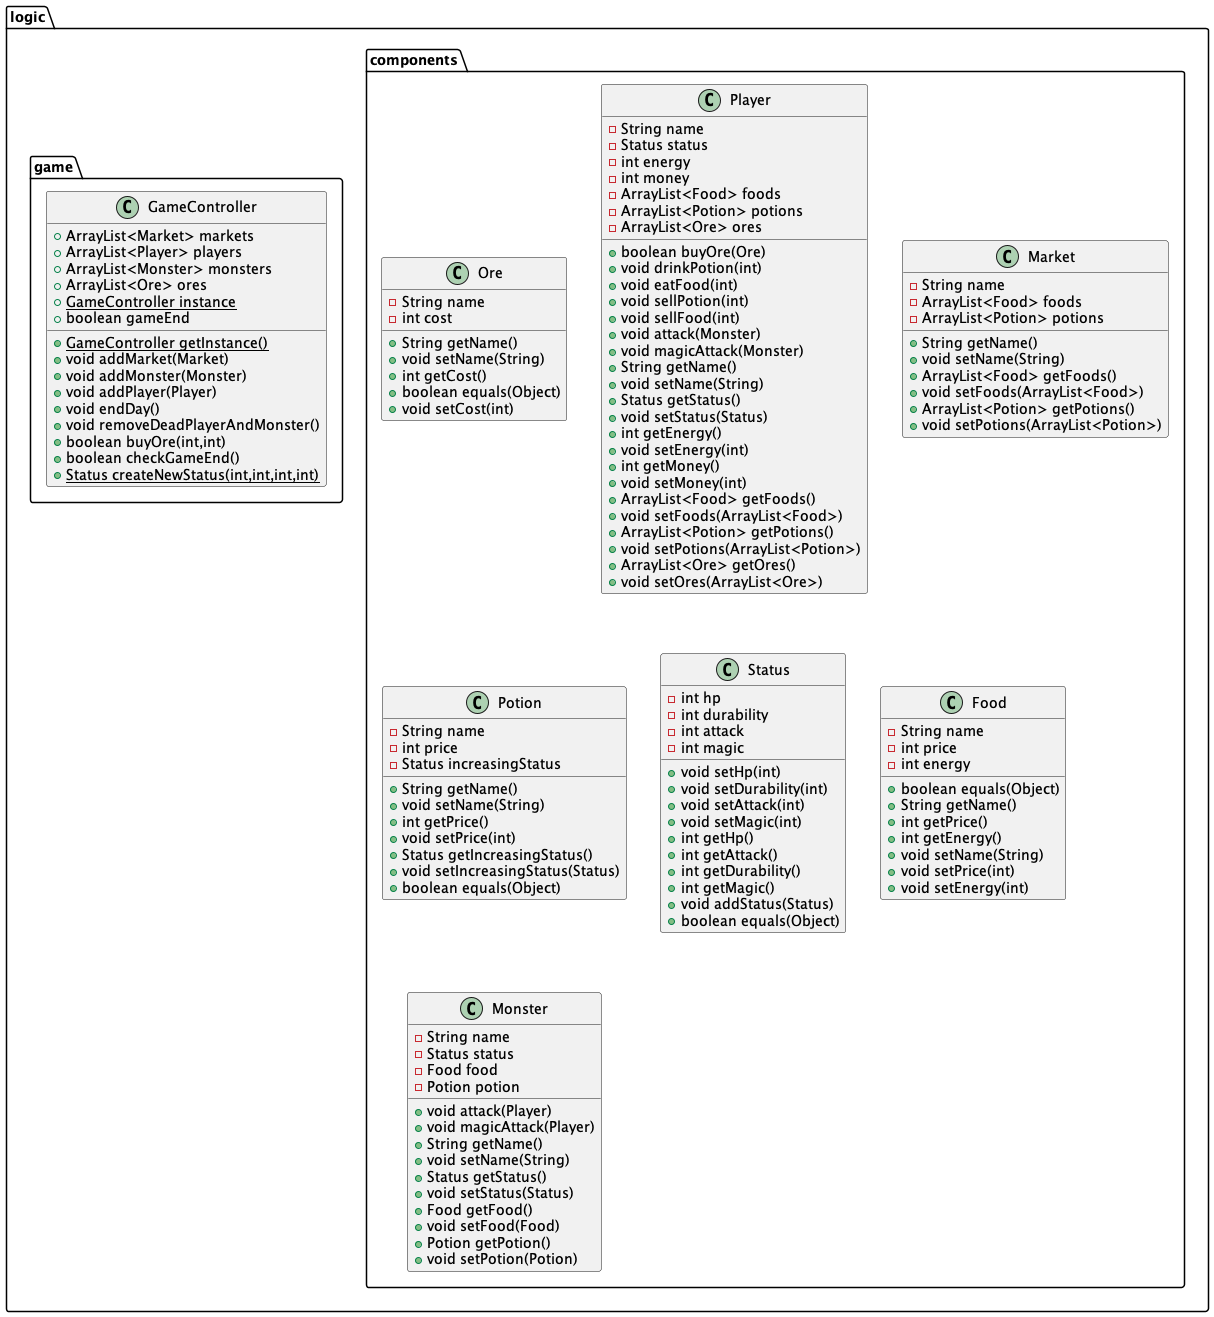 logic
components
game
C GameController
ArrayList<Market> markets
ArrayList<Player> players
ArrayList<Monster> monsters
ArrayList<Ore> ores
GameController instance
boolean gameEnd
GameController getInstance()
void addMarket(Market)
void addMonster(Monster)
void addPlayer(Player)
void endDay()
void removeDeadPlayerAndMonster()
boolean buyOre(int,int)
boolean checkGameEnd()
Status createNewStatus(int,int,int,int)
C Ore
String name
int cost
String getName()
void setName(String)
int getCost()
boolean equals(Object)
void setCost(int)
C Player
String name
Status status
int energy
int money
ArrayList<Food> foods
ArrayList<Potion> potions
ArrayList<Ore> ores
boolean buyOre(Ore)
void drinkPotion(int)
void eatFood(int)
void sellPotion(int)
void sellFood(int)
void attack(Monster)
void magicAttack(Monster)
String getName()
void setName(String)
Status getStatus()
void setStatus(Status)
int getEnergy()
void setEnergy(int)
int getMoney()
void setMoney(int)
ArrayList<Food> getFoods()
void setFoods(ArrayList<Food>)
ArrayList<Potion> getPotions()
void setPotions(ArrayList<Potion>)
ArrayList<Ore> getOres()
void setOres(ArrayList<Ore>)
C Market
String name
ArrayList<Food> foods
ArrayList<Potion> potions
String getName()
void setName(String)
ArrayList<Food> getFoods()
void setFoods(ArrayList<Food>)
ArrayList<Potion> getPotions()
void setPotions(ArrayList<Potion>)
C Potion
String name
int price
Status increasingStatus
String getName()
void setName(String)
int getPrice()
void setPrice(int)
Status getIncreasingStatus()
void setIncreasingStatus(Status)
boolean equals(Object)
C Status
int hp
int durability
int attack
int magic
void setHp(int)
void setDurability(int)
void setAttack(int)
void setMagic(int)
int getHp()
int getAttack()
int getDurability()
int getMagic()
void addStatus(Status)
boolean equals(Object)
C Food
String name
int price
int energy
boolean equals(Object)
String getName()
int getPrice()
int getEnergy()
void setName(String)
void setPrice(int)
void setEnergy(int)
C Monster
String name
Status status
Food food
Potion potion
void attack(Player)
void magicAttack(Player)
String getName()
void setName(String)
Status getStatus()
void setStatus(Status)
Food getFood()
void setFood(Food)
Potion getPotion()
void setPotion(Potion)